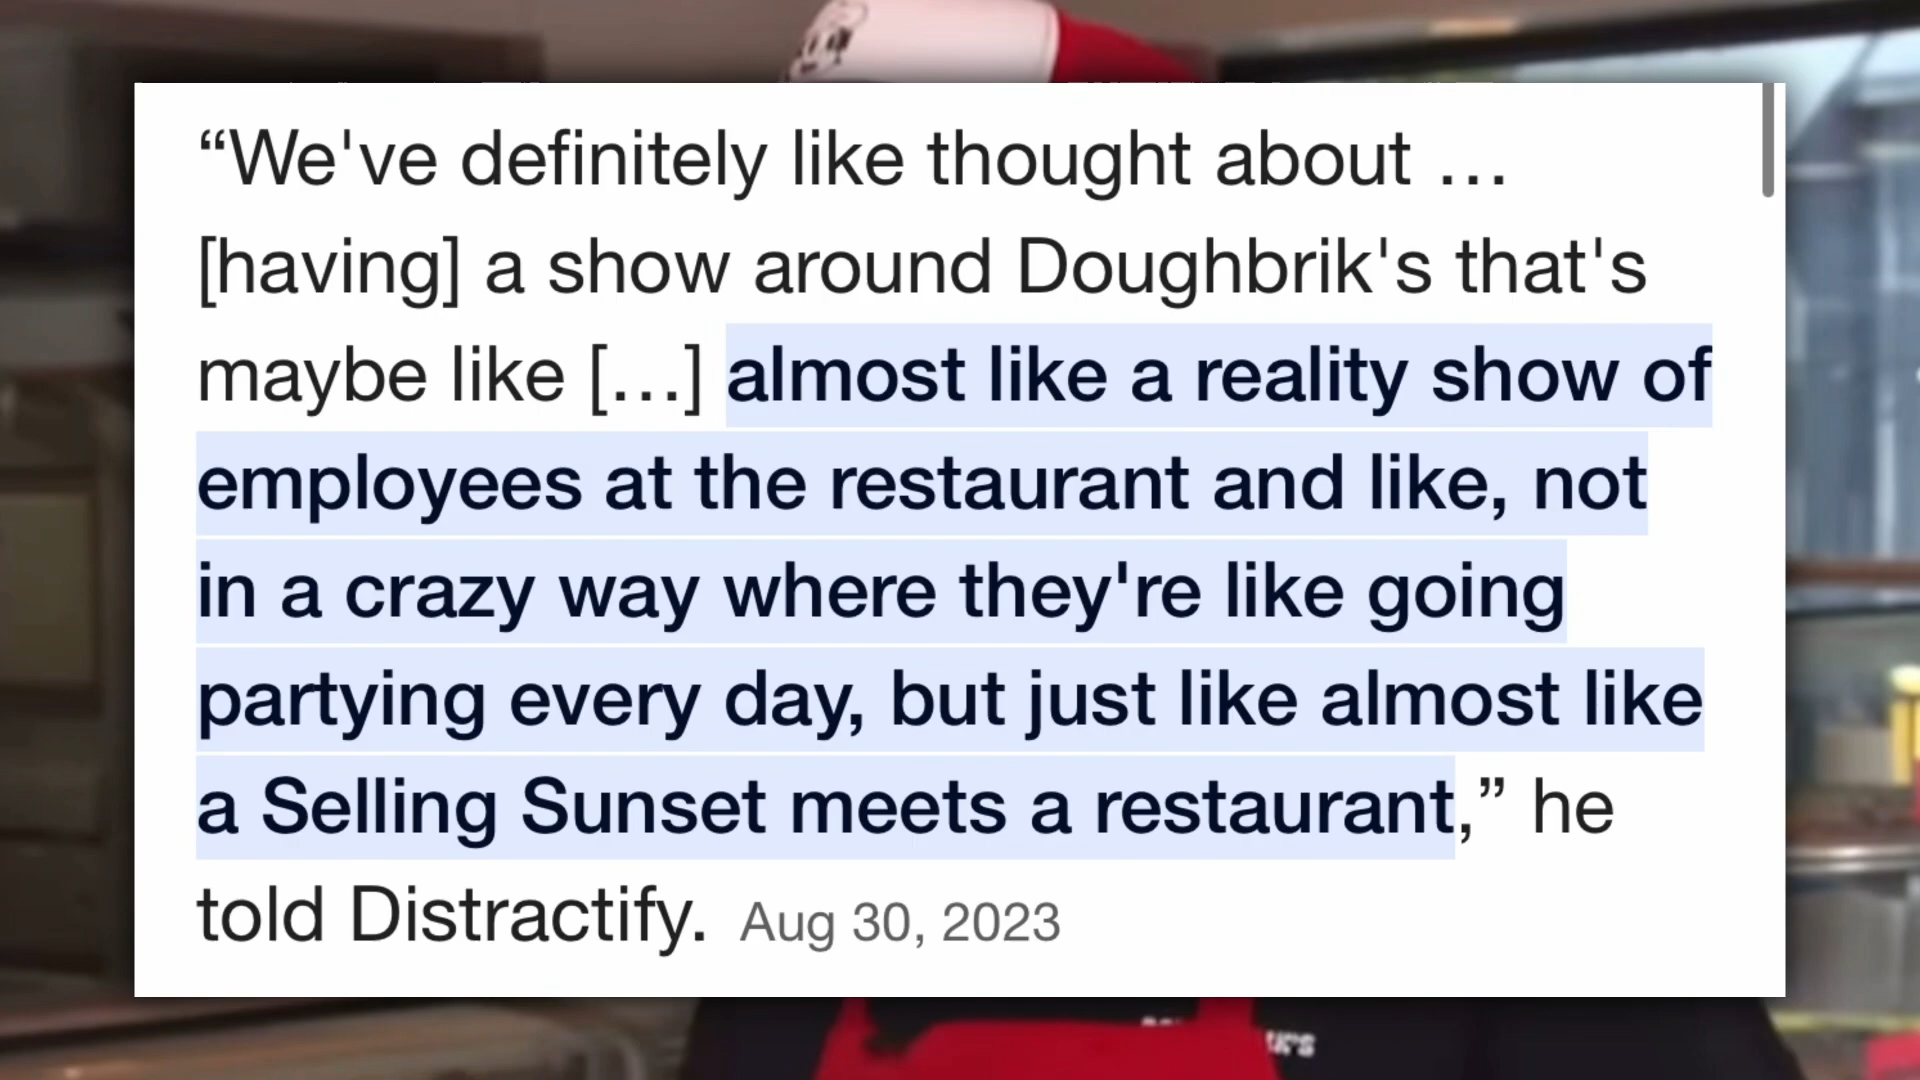 “We've definitely like thought about …
[having] a show around Doughbrik's that's
maybe like […] almost like a reality show of
employees at the restaurant and like, not
in a crazy way where they're like going
partying every day, but just like almost like
a Selling Sunset meets a restaurant,” he
told Distractify. Aug 30, 2023